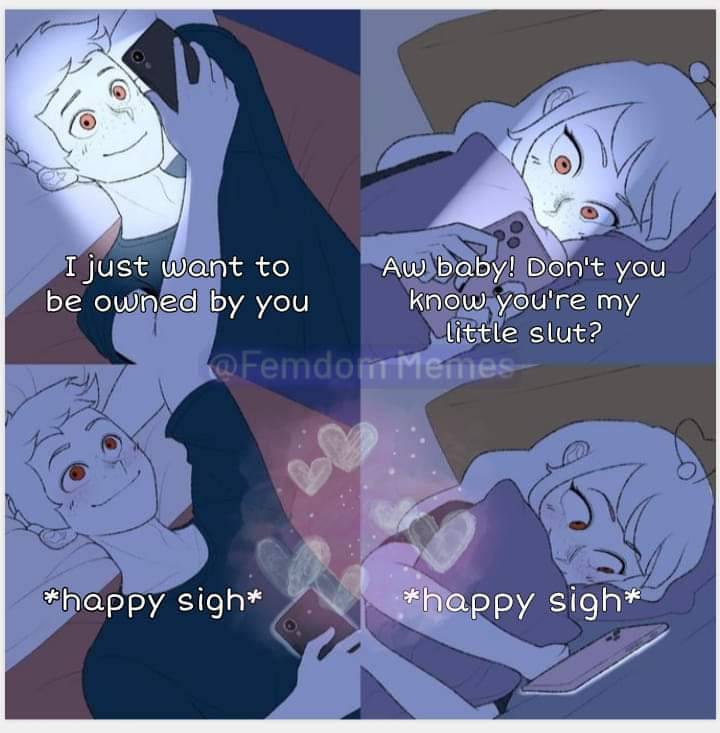 I just want to
be owned by you
Aw baby! Don't you
know you're my
little slut?
@Femdom Memes
*happy sigh*
*happy sigh*